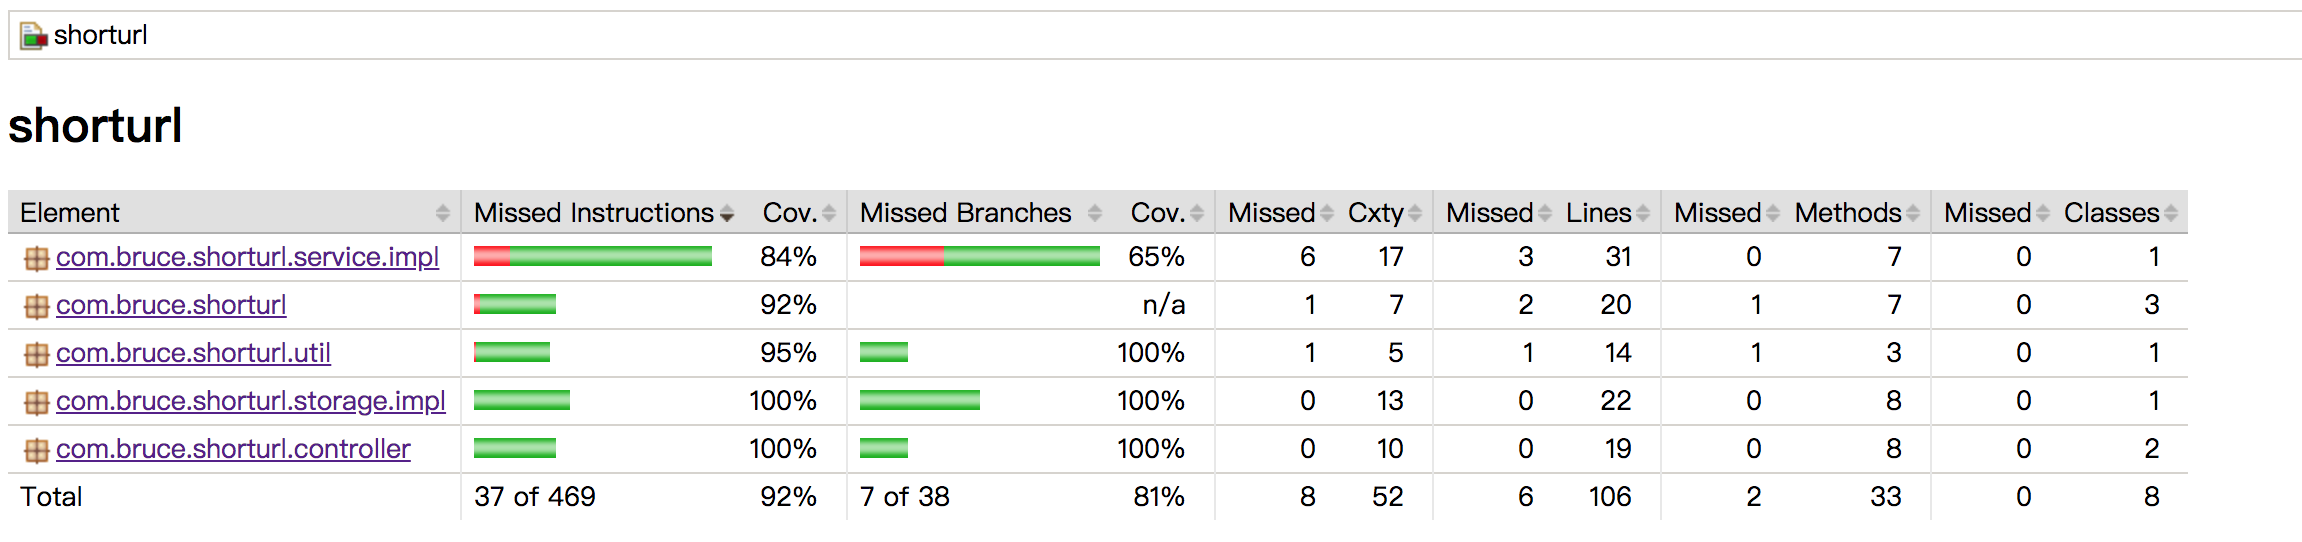 shorturl
shorturl
Element Missed Instructions Cov. Missed Branches Cov. Missed Cxty Missed Lines Missed Methods Missed Classes
com.bruce.shorturl.service.impl 84% 65% 6 17 3 31 0 7 0 1
com.bruce.shorturl 92% n/a 1 7 2 20 1 7 0 3
com.bruce.shorturl.util 95% 100% 1 5 1 14 1 3 0 1
com.bruce.shorturl.storage.impl 100% 100% 0 13 0 22 0 8 0 1
com.bruce.shorturl.controller 100% 100% 0 10 0 19 0 8 0 2
Total 37 of 469 92% 7 of 38 81% 8 52 6 106 2 33 0 8